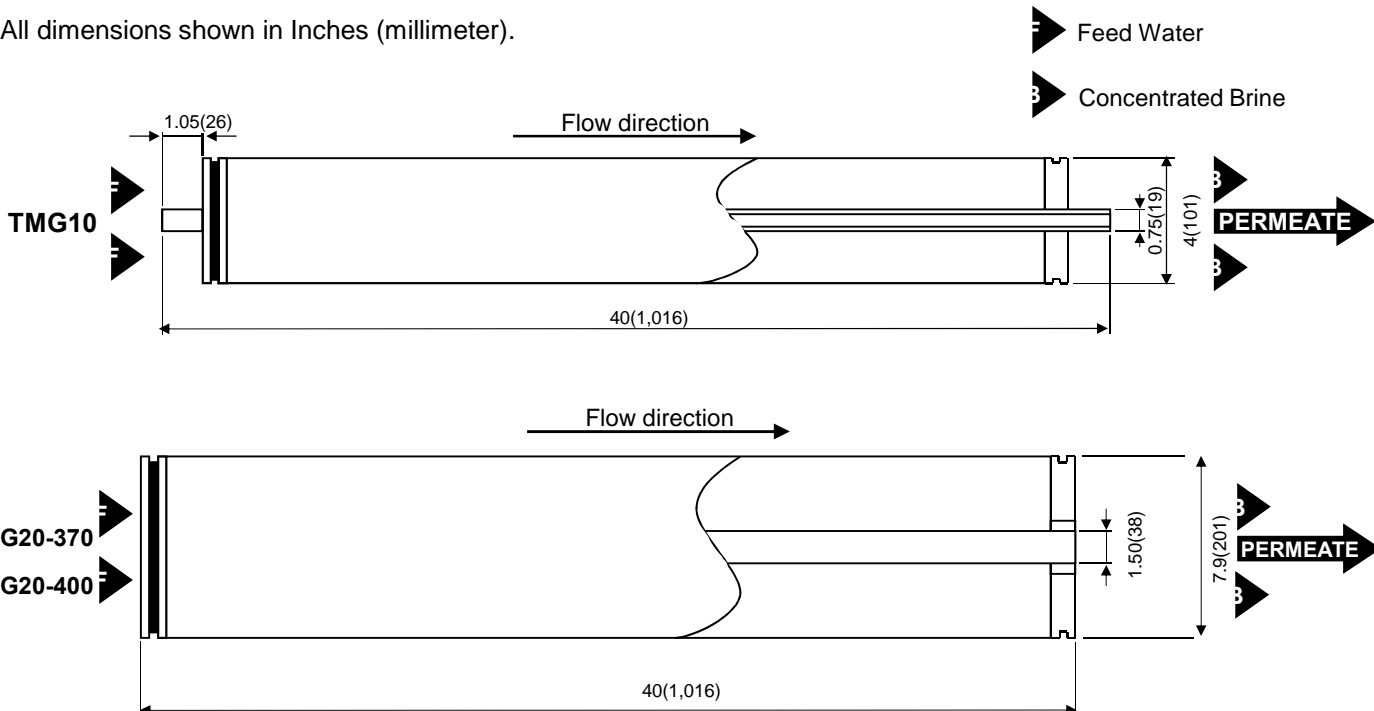 All dimensions shown in Inches (millimeter).
F Feed Water
B Concentrated Brine
1.05(26)
Flow direction
F
TMG10
F
0.75(19)
4(101)
B
PERMEATE
B
40(1,016)
Flow direction
F
G20-370
G20-400
F
1.50(38)
7.9(201)
B
PERMEATE
B
40(1,016)